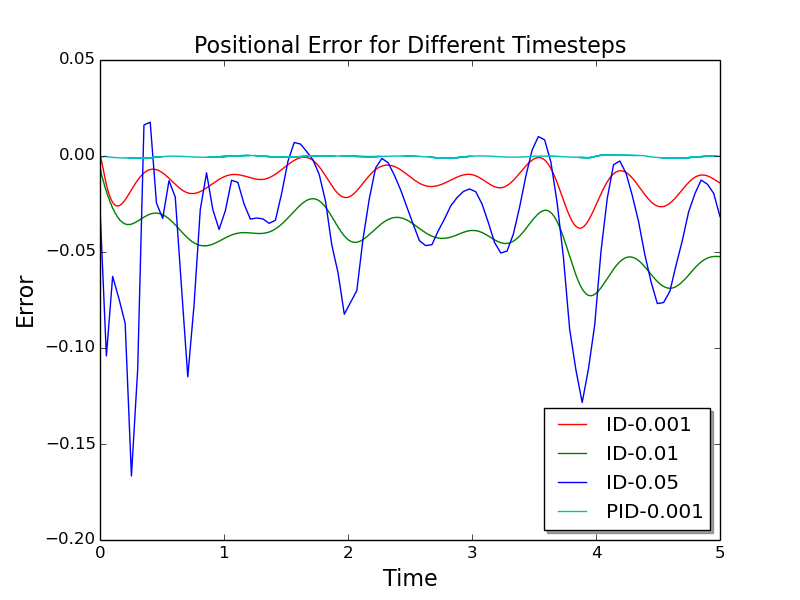 Positional Error for Different Timesteps
0.05
0.00
−0.05
−0.10
−0.15
−0.20
Error
0 1 2 3 4 5
Time
ID-0.001
ID-0.01
ID-0.05
PID-0.001